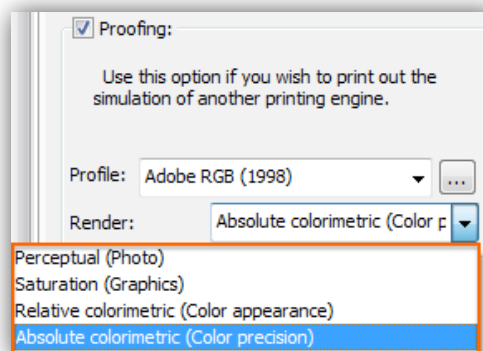 Proofing:
Use this option if you wish to print out the
simulation of another printing engine.
Profile: Adobe RGB (1998) ...
Render: Absolute colorimetric (Color p
Perceptual (Photo)
Saturation (Graphics)
Relative colorimetric (Color appearance)
Absolute colorimetric (Color precision)